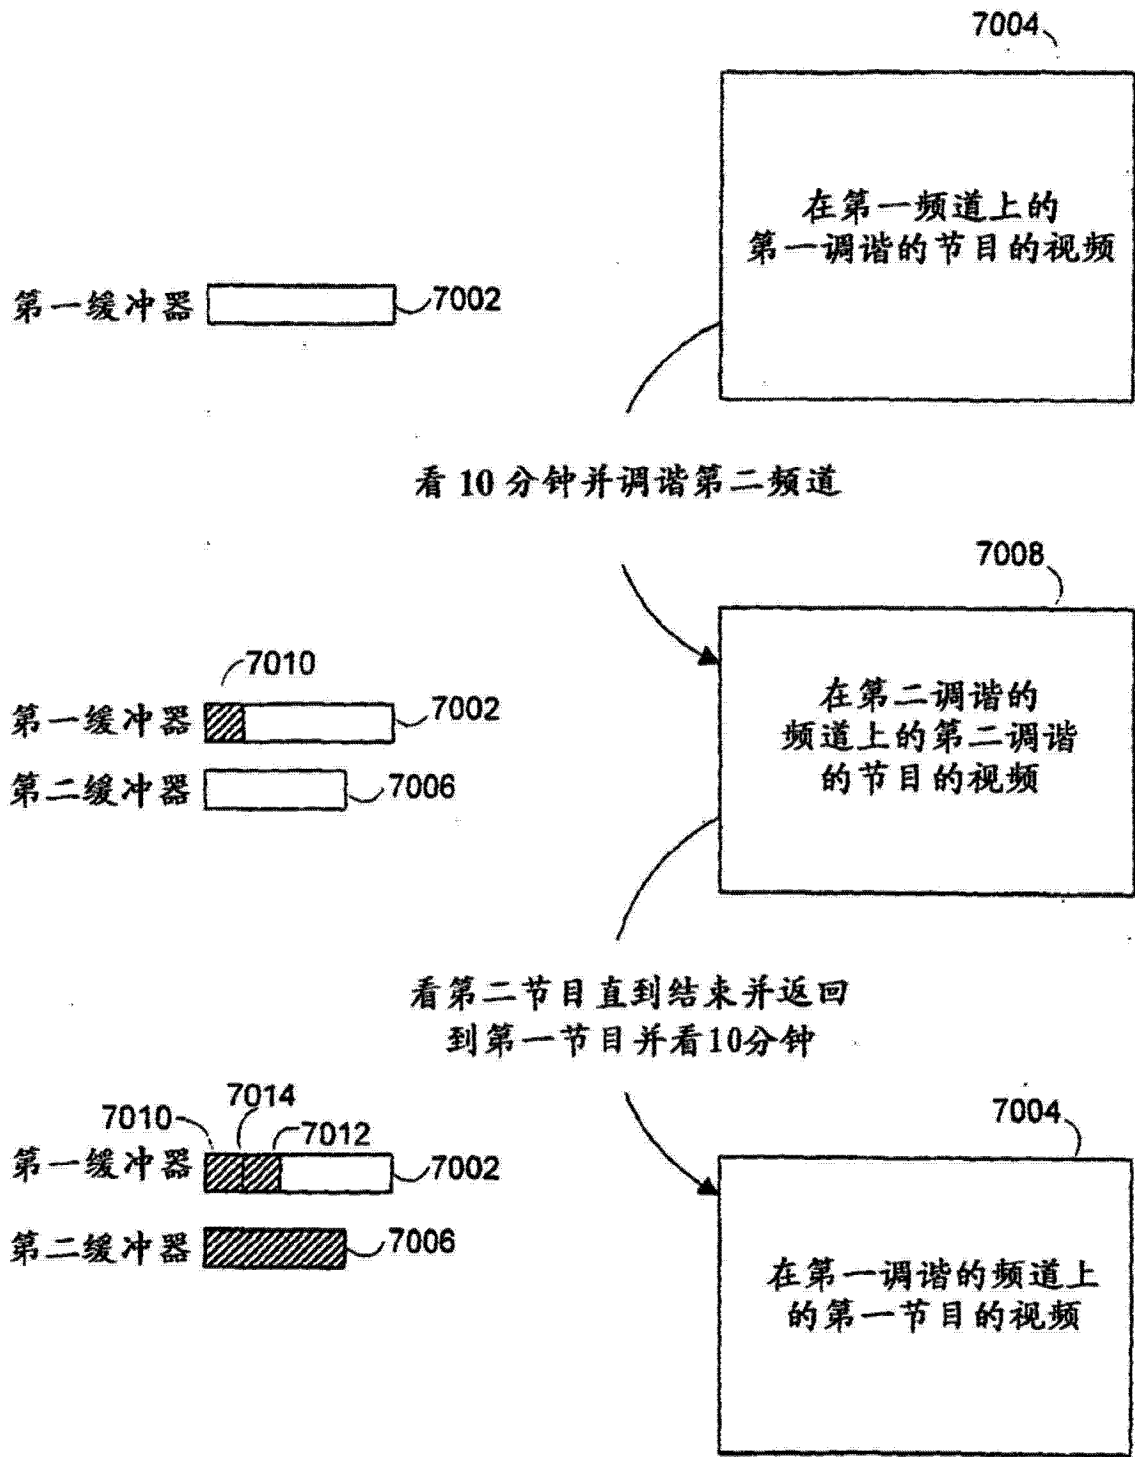 7004
在第一频道上的
第一调谐的节目的视频
第一缓冲器
7002
看10分钟并调谐第二频道
7008
7010
第一缓冲器
7002
第二缓冲器
7006
在第二调谐的
频道上的第二调谐
的节目的视频
看第二节目直到结束并返回
到第一节目并看10分钟
7010
7014
7012
第一缓冲器
7002
第二缓冲器
7006
7004
在第一调谐的频道上
的第一节目的视频